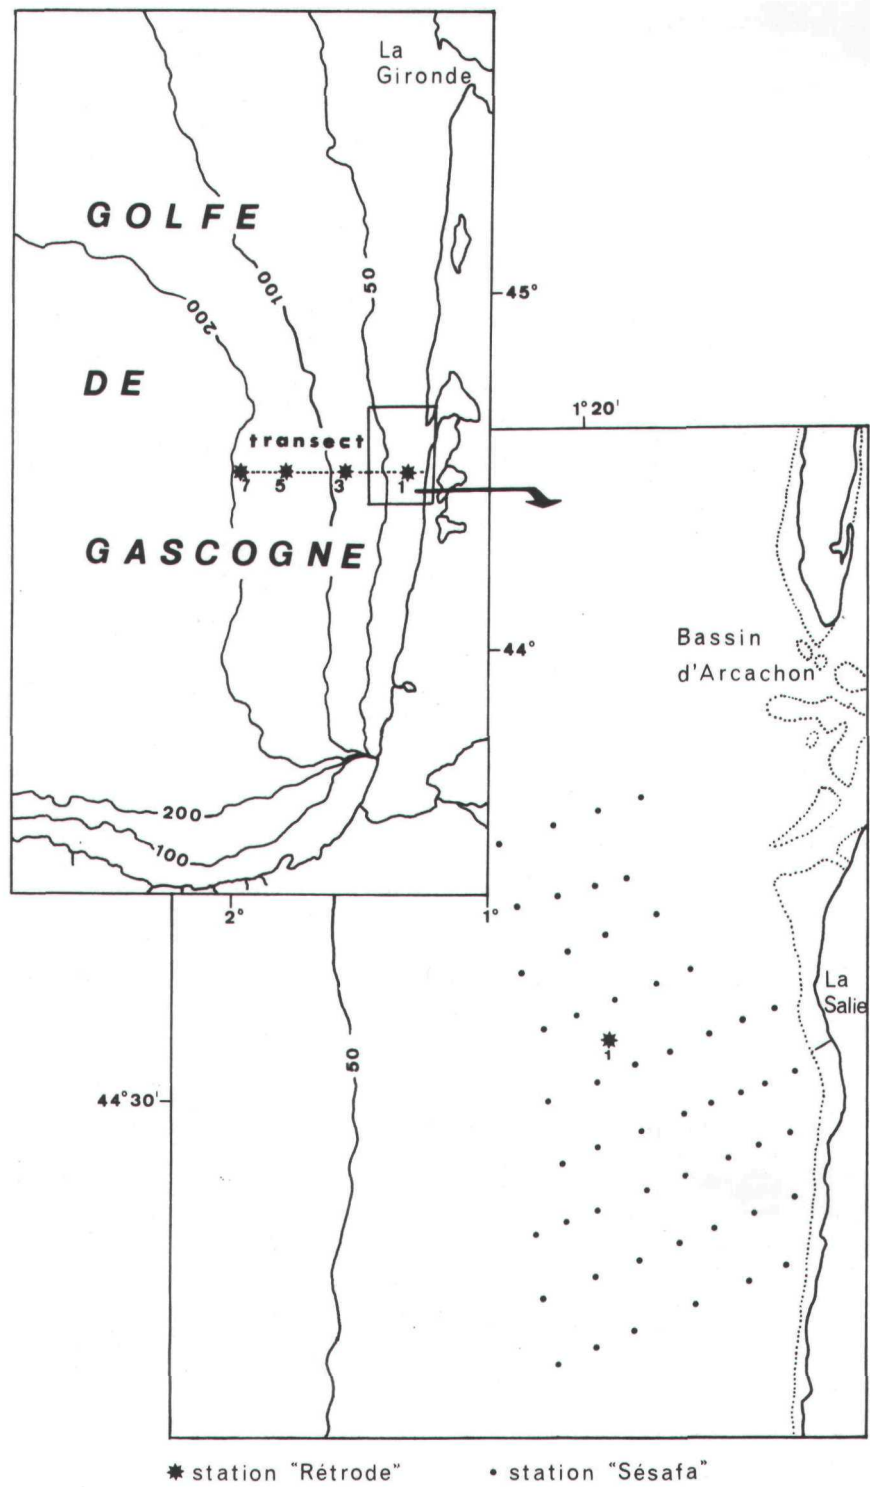 La
Gironde
GOLFE
200
100
50
45°
DE
1°20'
transect
7
5
3
1
GASCOGNE
44°
Bassin
d'Arcachon
200
100
2°
1°
La
Salie
1
50
44°30'
station "Rétrode"
station "Sésafa"